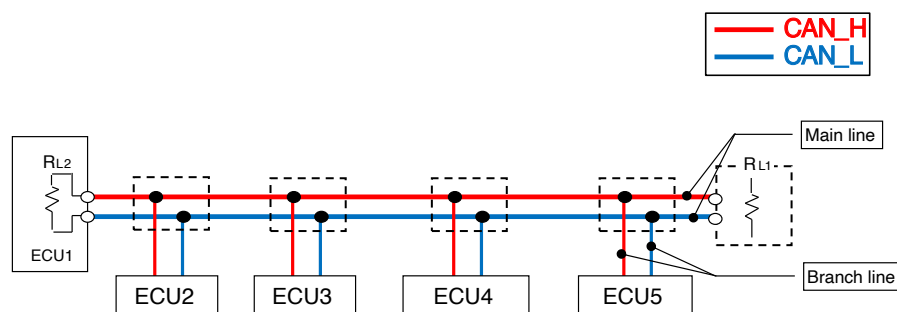 CAN_H
CAN_L
Main line
RL2
RL1
ECU1
Branch line
ECU2
ECU3
ECU4
ECU5